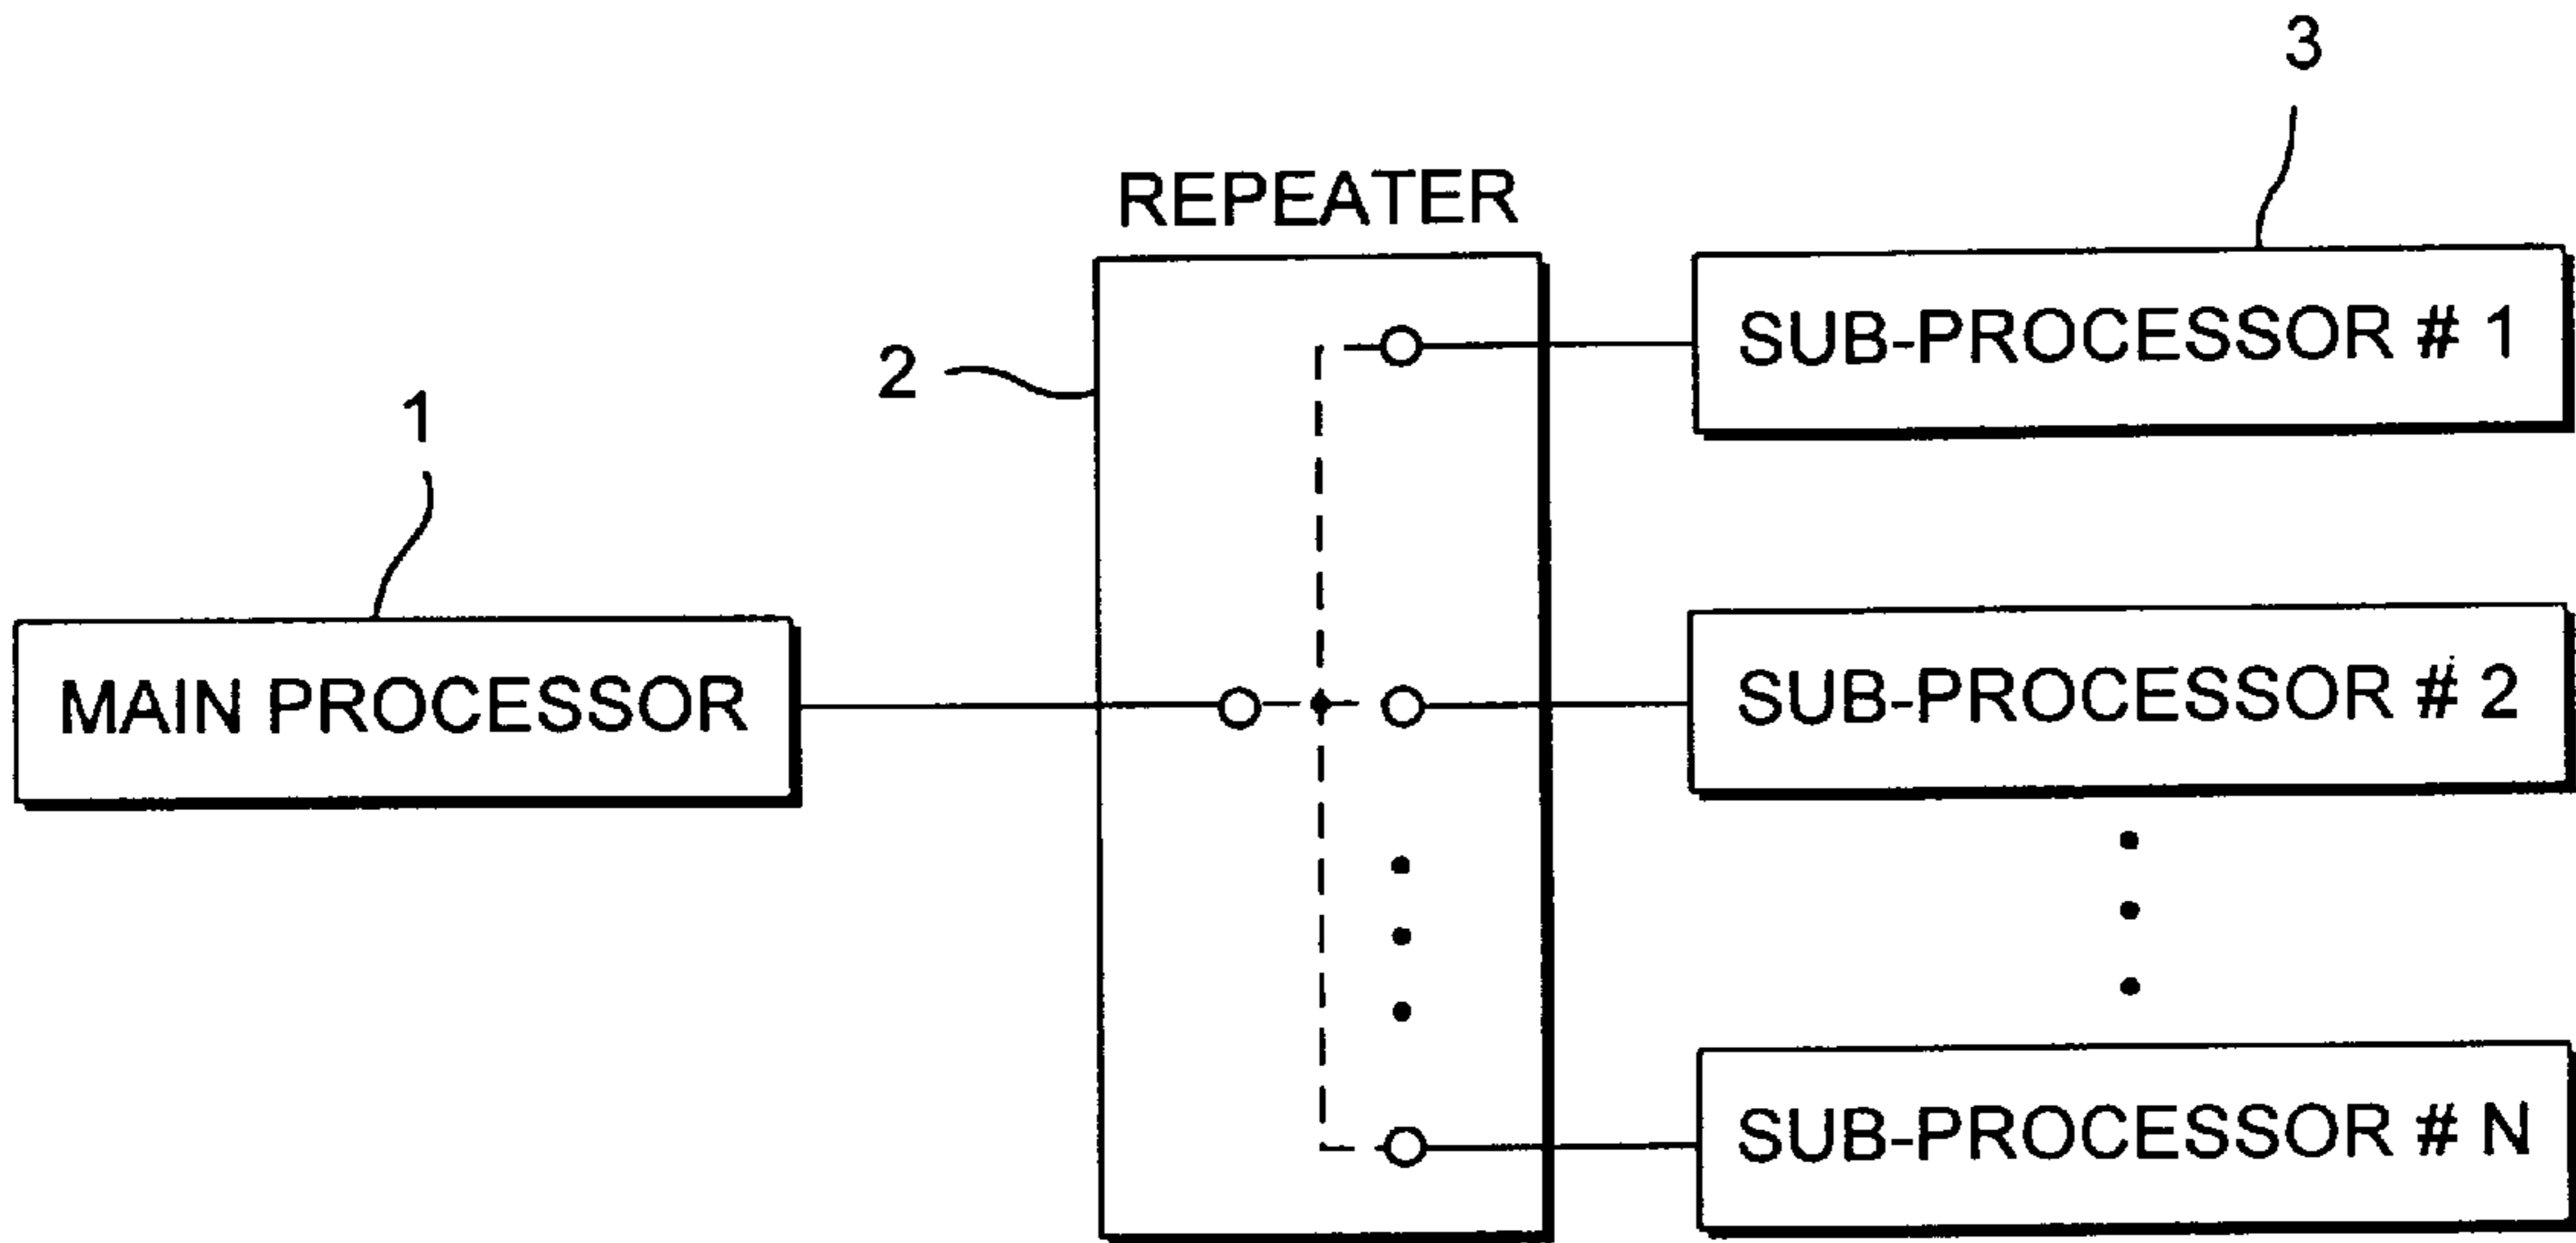 3
REPEATER
SUB-PROCESSOR # 1
2
1
MAIN PROCESSOR
SUB-PROCESSOR # 2
SUB-PROCESSOR # N